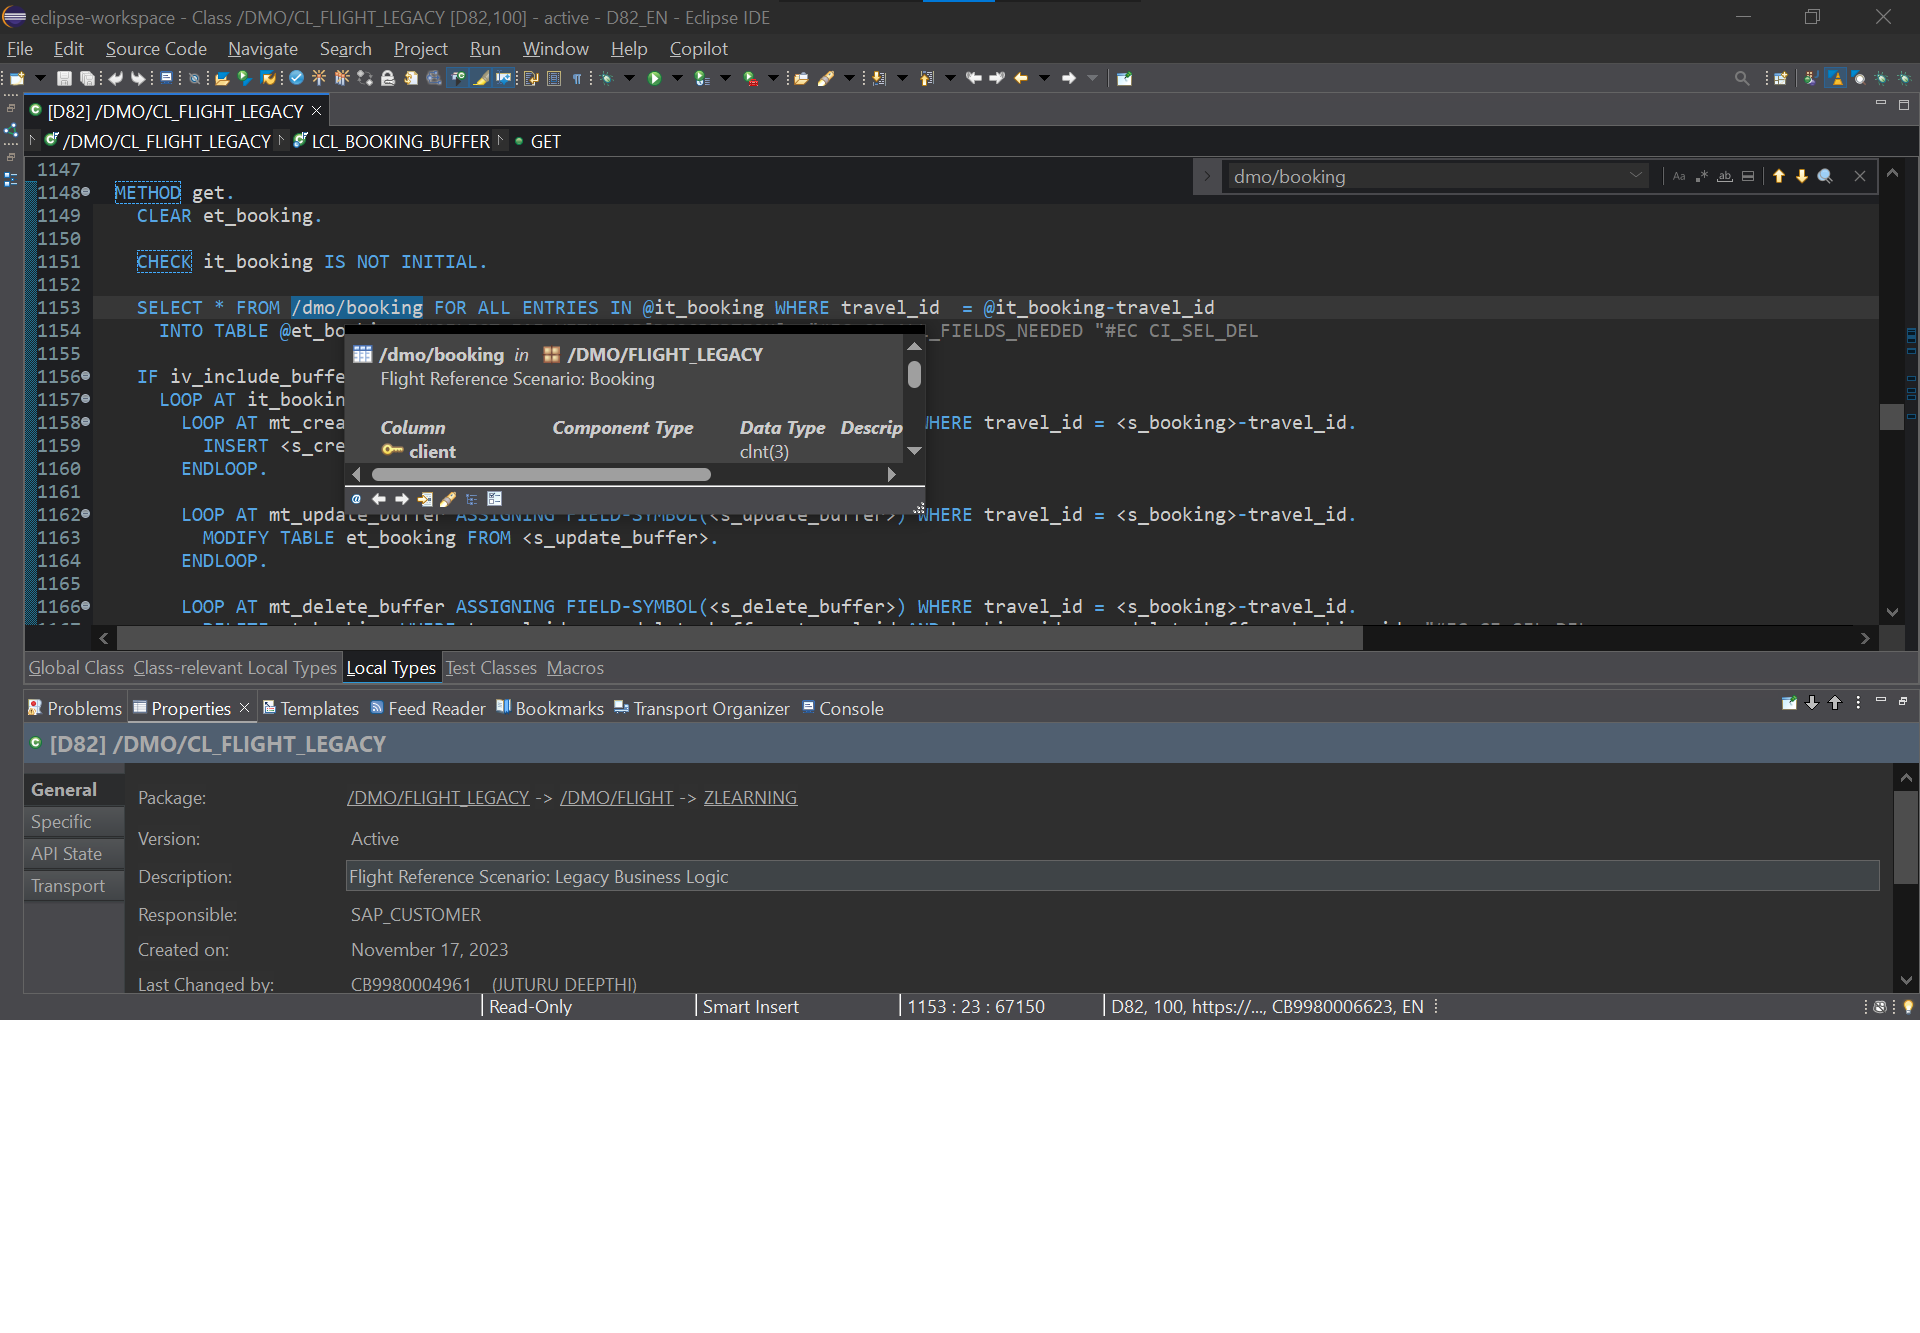 eclipse-workspace - Class /DMO/CL_FLIGHT_LEGACY [D82,100] - active - D82_EN - Eclipse IDE
File Edit Source Code Navigate Search Project Run Window Help Copilot
[D82] /DMO/CL_FLIGHT_LEGACY
/DMO/CL_FLIGHT_LEGACY LCL_BOOKING_BUFFER GET
dmo/booking
1147
1148 METHOD get.
1149 CLEAR et_booking.
1150
1151 CHECK it_booking IS NOT INITIAL.
1152
1153 SELECT * FROM /dmo/booking FOR ALL ENTRIES IN @it_booking WHERE travel_id = @it_booking-travel_id
1154 INTO TABLE @et_bo _FIELDS_NEEDED "#EC CI_SEL_DEL
1155
1156 IF iv_include_buffe
1157 LOOP AT it_bookin
1158 LOOP AT mt_crea HERE travel_id = <s_booking>-travel_id.
1159 INSERT <s_cre
1160 ENDLOOP.
1161
1162 LOOP AT mt_update_buffer ASSIGNING FIELD-SYMBOL(<s_update_buffer>) WHERE travel_id = <s_booking>-travel_id.
1163 MODIFY TABLE et_booking FROM <s_update_buffer>.
1164 ENDLOOP.
1165
1166 LOOP AT mt_delete_buffer ASSIGNING FIELD-SYMBOL(<s_delete_buffer>) WHERE travel_id = <s_booking>-travel_id.
/dmo/booking in /DMO/FLIGHT_LEGACY
Flight Reference Scenario: Booking
Column Component Type Data Type Descrip
client clnt(3)
Global Class Class-relevant Local Types Local Types Test Classes Macros
Problems Properties Templates Feed Reader Bookmarks Transport Organizer Console
[D82] /DMO/CL_FLIGHT_LEGACY
General
Specific
API State
Transport
Package: /DMO/FLIGHT_LEGACY -> /DMO/FLIGHT -> ZLEARNING
Version: Active
Description: Flight Reference Scenario: Legacy Business Logic
Responsible: SAP_CUSTOMER
Created on: November 17, 2023
Last Changed by: CB9980004961 (JUTURU DEEPTHI)
Read-Only Smart Insert 1153 : 23 : 67150 D82, 100, https://..., CB9980006623, EN